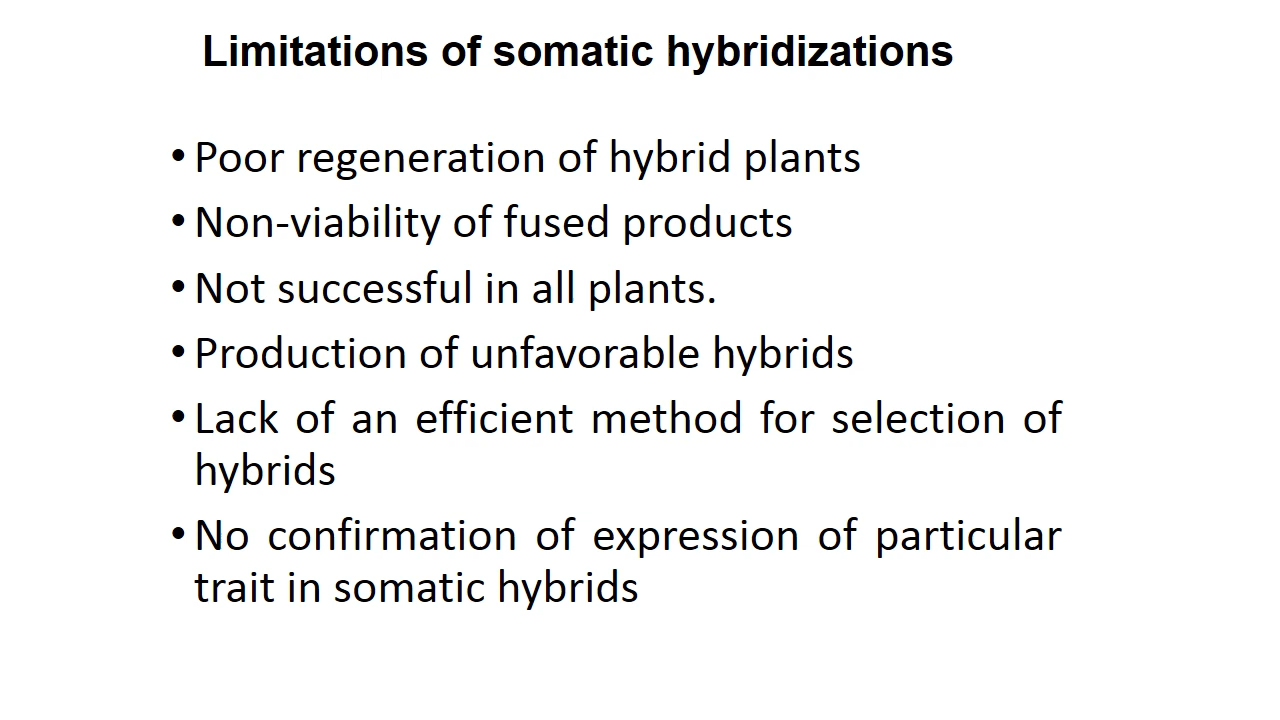 Limitations of somatic hybridizations
• Poor regeneration of hybrid plants
• Non-viability of fused products
• Not successful in all plants.
• Production of unfavorable hybrids
• Lack of an efficient method for selection of
hybrids
• No confirmation of expression of particular
trait in somatic hybrids